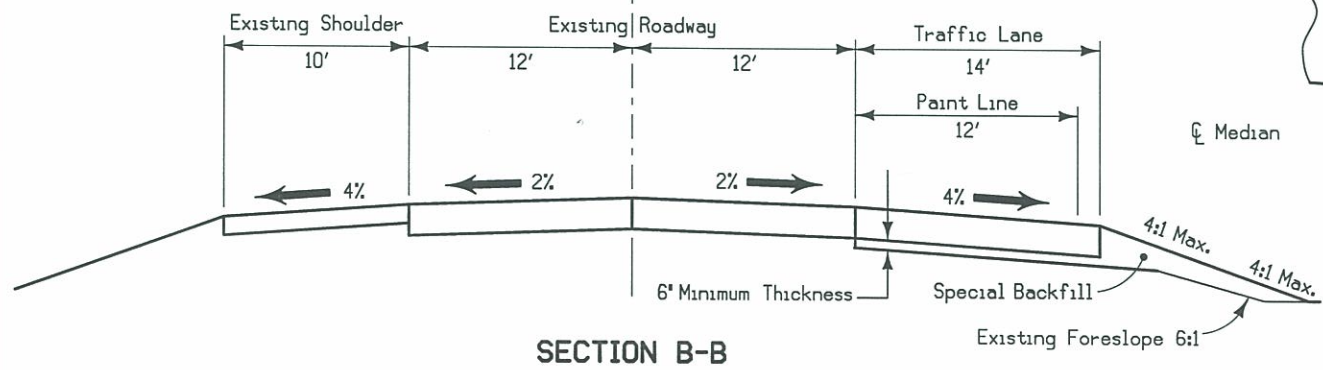 Existing Shoulder
Existing Roadway
Traffic Lane
10'
12'
12'
14'
Paint Line
12'
℄ Median
4%
2%
2%
4%
4:1 Max.
4:1 Max.
6" Minimum Thickness
Special Backfill
Existing Foreslope 6:1
SECTION B-B